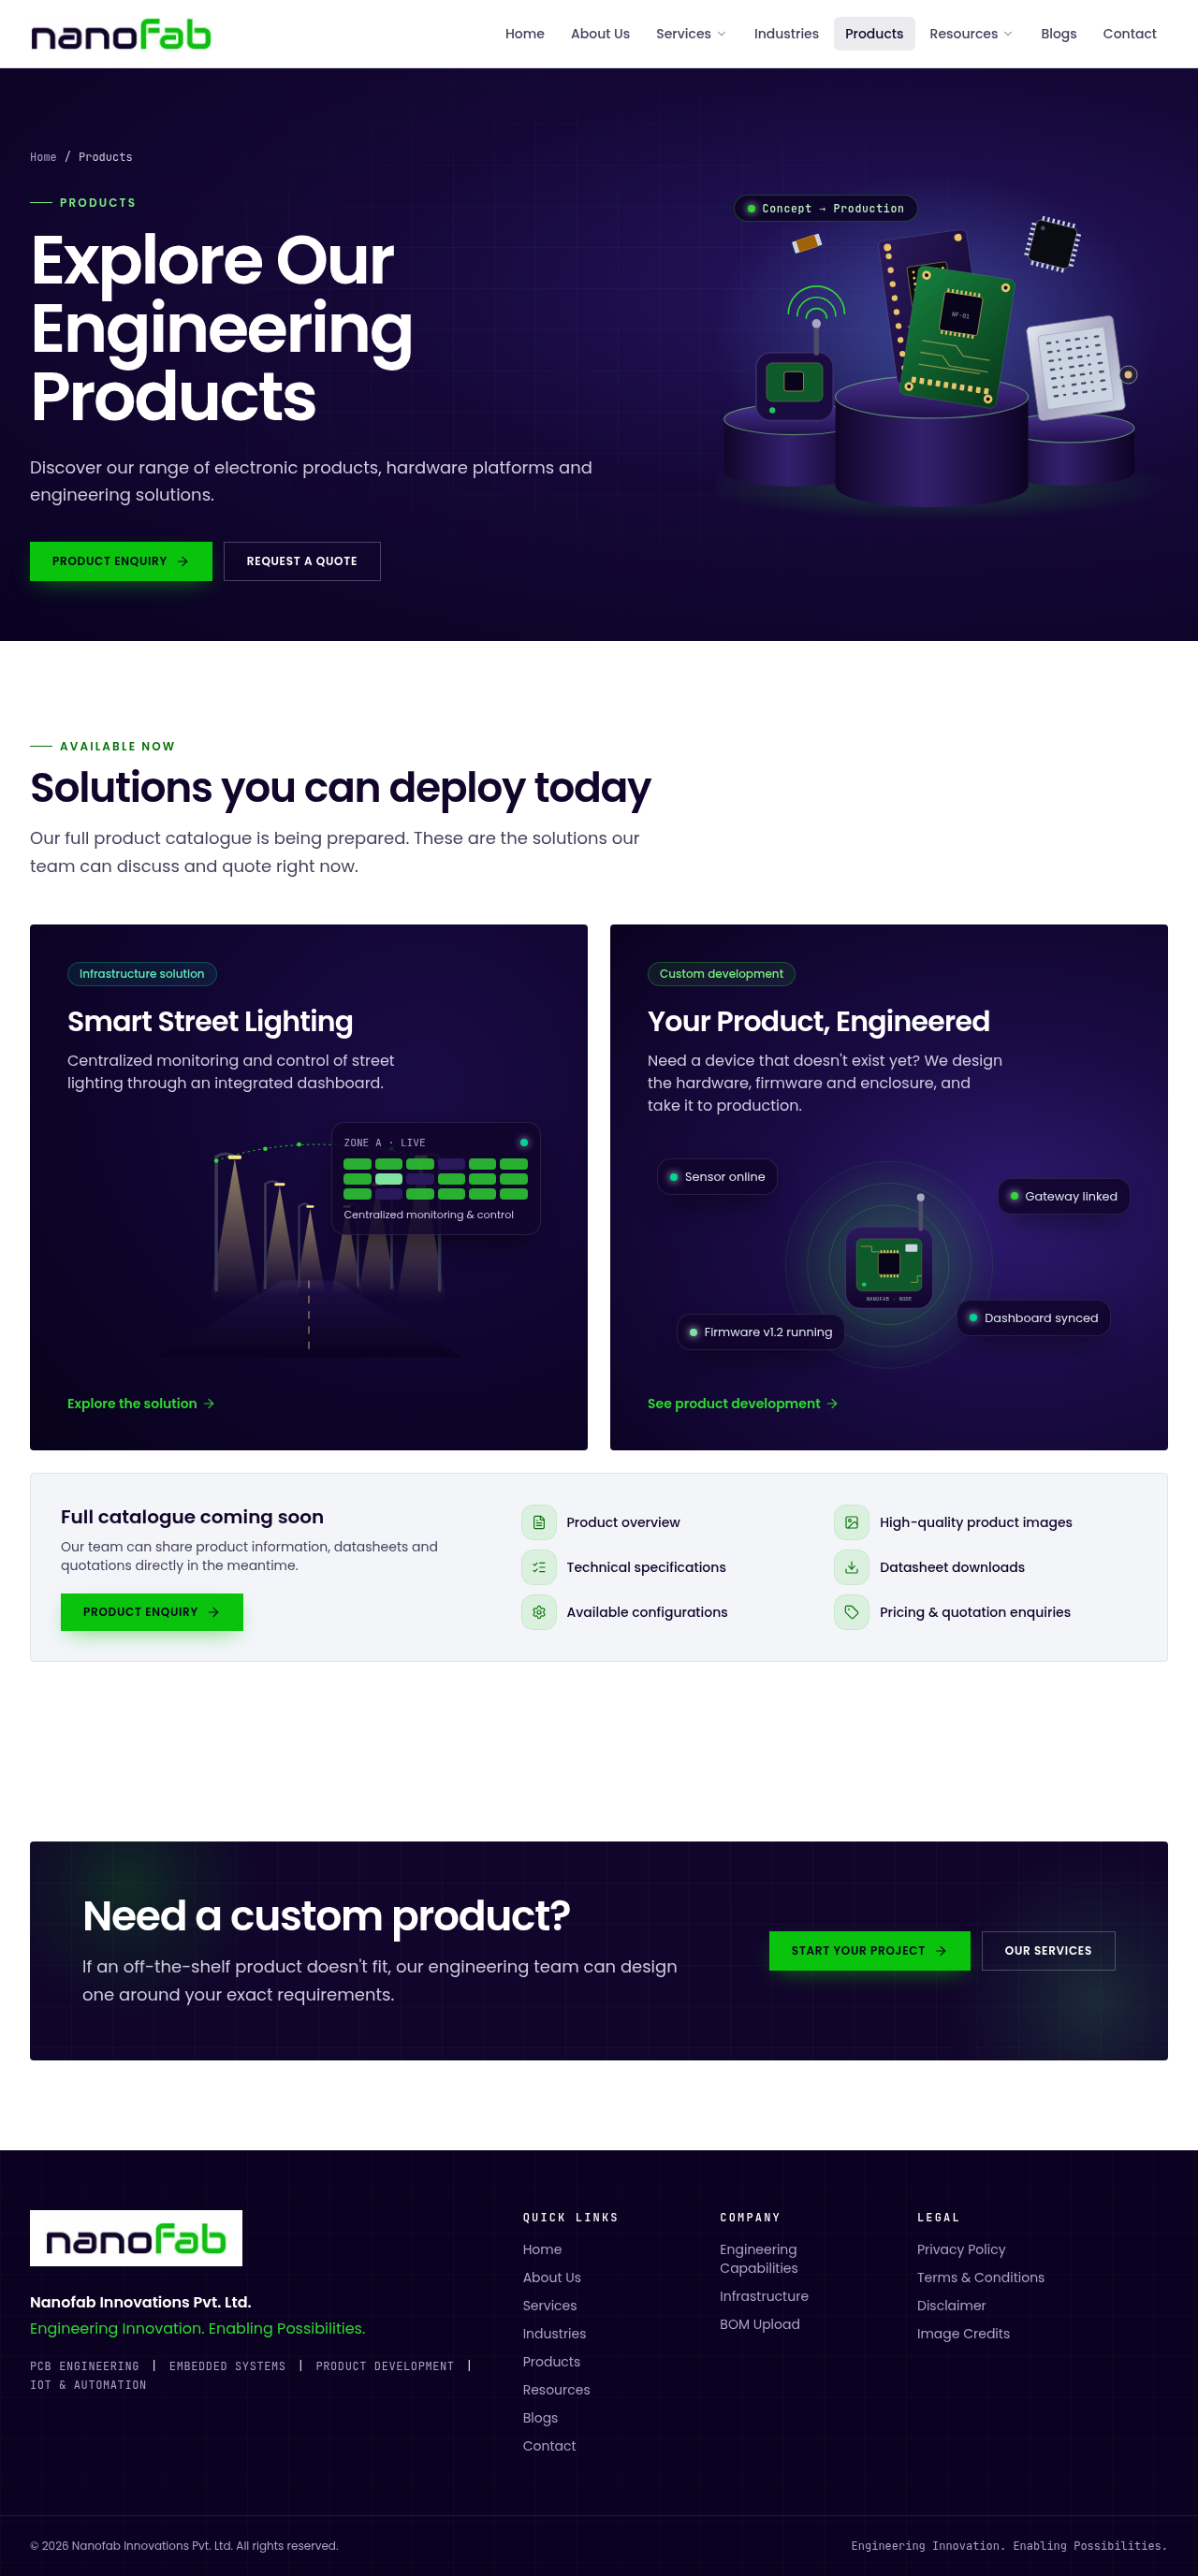 nanoFab
Home
About Us
Services
Industries
Products
Resources
Blogs
Contact
Home / Products
PRODUCTS
Explore Our
Engineering
Products
Discover our range of electronic products, hardware platforms and
engineering solutions.
PRODUCT ENQUIRY →
REQUEST A QUOTE
Concept → Production
NF-01
AVAILABLE NOW
Solutions you can deploy today
Our full product catalogue is being prepared. These are the solutions our
team can discuss and quote right now.
Infrastructure solution
Smart Street Lighting
Centralized monitoring and control of street
lighting through an integrated dashboard.
ZONE A · LIVE
Centralized monitoring & control
Explore the solution →
Custom development
Your Product, Engineered
Need a device that doesn't exist yet? We design
the hardware, firmware and enclosure, and
take it to production.
Sensor online
Gateway linked
NANOFAB · NODE
Firmware v1.2 running
Dashboard synced
See product development →
Full catalogue coming soon
Our team can share product information, datasheets and
quotations directly in the meantime.
PRODUCT ENQUIRY →
Product overview
High-quality product images
Technical specifications
Datasheet downloads
Available configurations
Pricing & quotation enquiries
Need a custom product?
If an off-the-shelf product doesn't fit, our engineering team can design
one around your exact requirements.
START YOUR PROJECT →
OUR SERVICES
nanoFab
Nanofab Innovations Pvt. Ltd.
Engineering Innovation. Enabling Possibilities.
PCB ENGINEERING | EMBEDDED SYSTEMS | PRODUCT DEVELOPMENT |
IOT & AUTOMATION
QUICK LINKS
Home
About Us
Services
Industries
Products
Resources
Blogs
Contact
COMPANY
Engineering
Capabilities
Infrastructure
BOM Upload
LEGAL
Privacy Policy
Terms & Conditions
Disclaimer
Image Credits
© 2026 Nanofab Innovations Pvt. Ltd. All rights reserved.
Engineering Innovation. Enabling Possibilities.